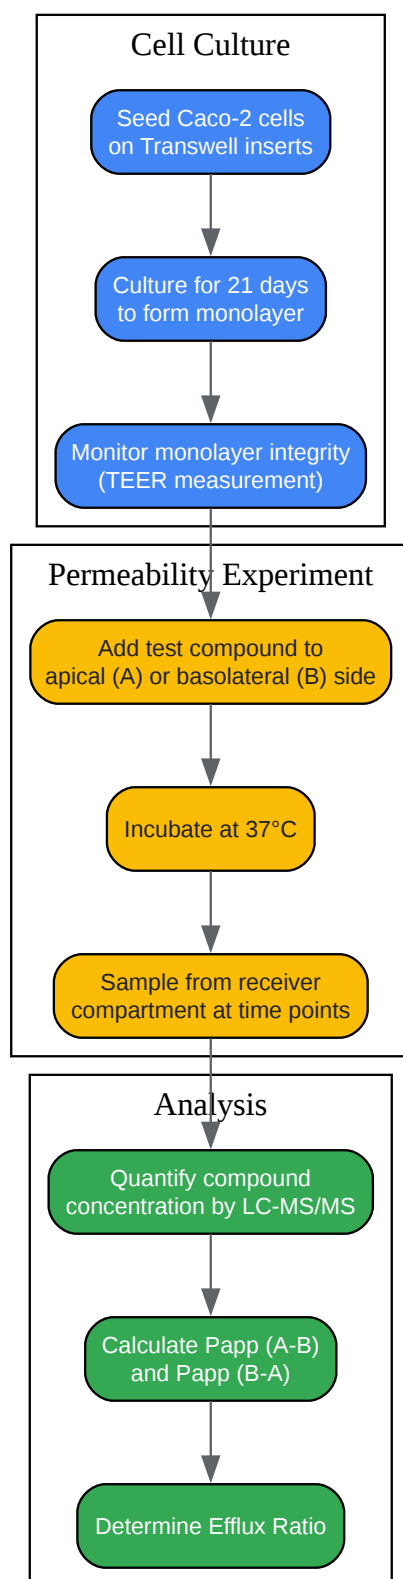 Cell Culture
Seed Caco-2 cells
on Transwell inserts
Culture for 21 days
to form monolayer
Monitor monolayer integrity
(TEER measurement)
Permeability Experiment
Add test compound to
apical (A) or basolateral (B) side
Incubate at 37°C
Sample from receiver
compartment at time points
Analysis
Quantify compound
concentration by LC-MS/MS
Calculate Papp (A-B)
and Papp (B-A)
Determine Efflux Ratio